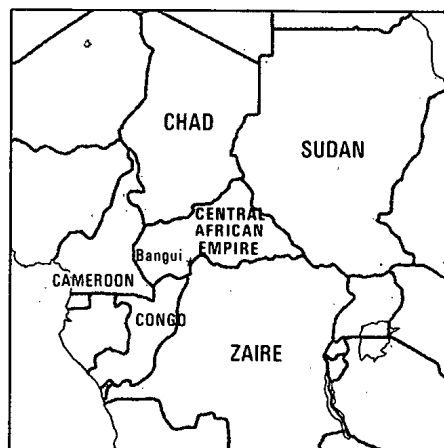 CHAD
SUDAN
CENTRAL
AFRICAN
EMPIRE
Bangui
CAMEROON
CONGO
ZAIRE